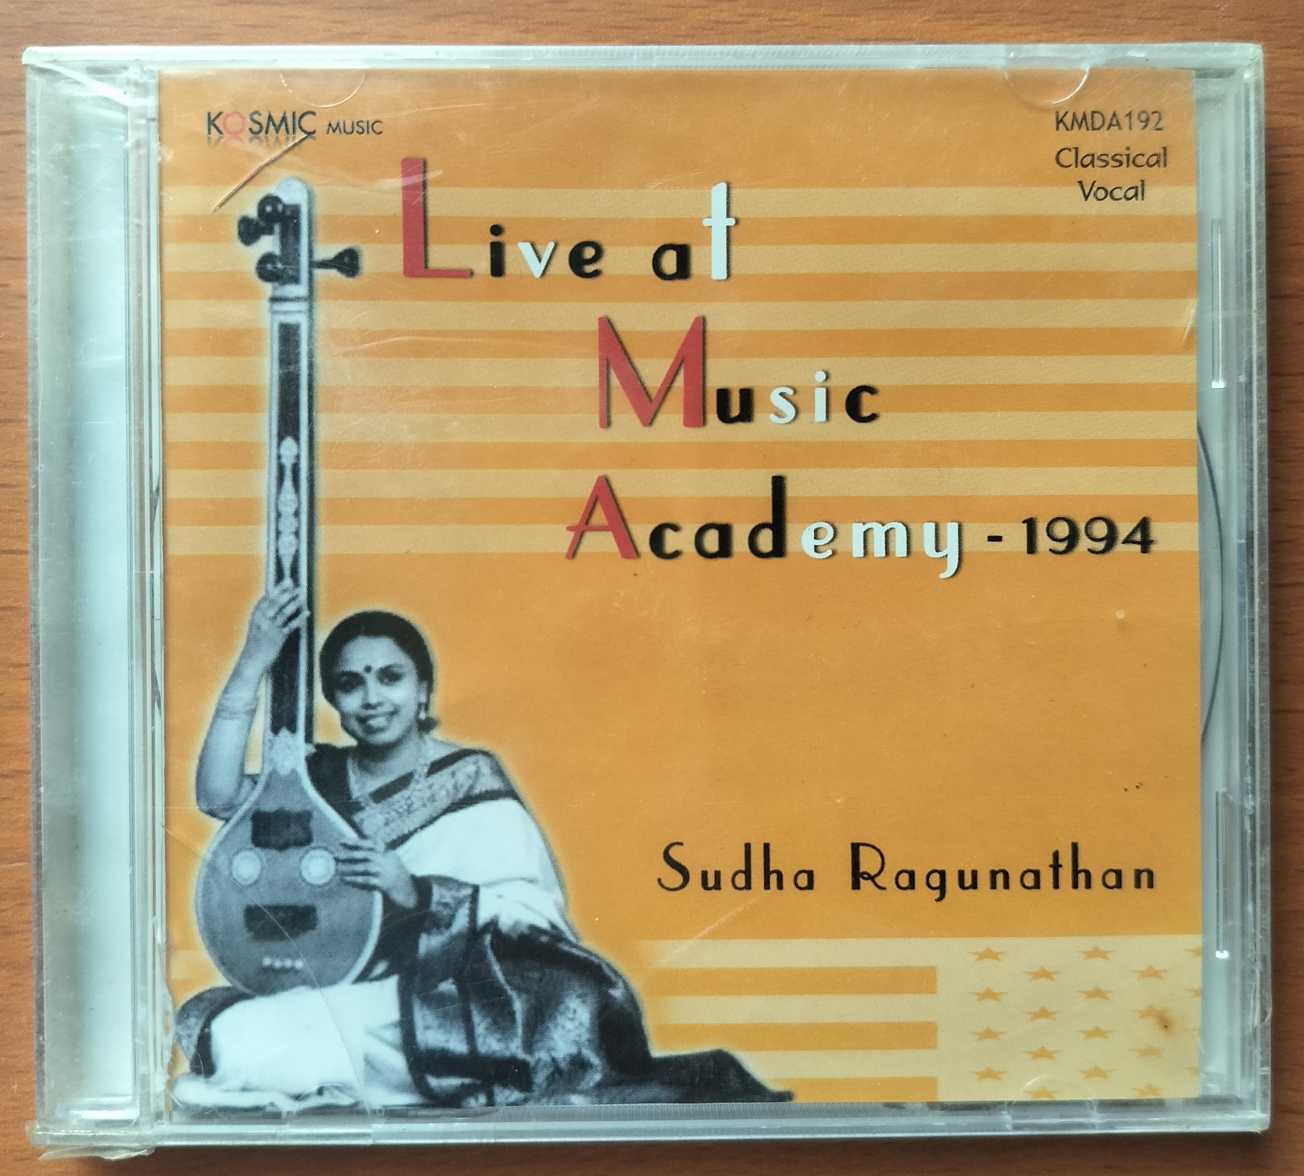 KOSMIC MUSIC
KMDA192
Classical
Vocal
Live at
Music
Academy - 1994
Sudha Ragunathan